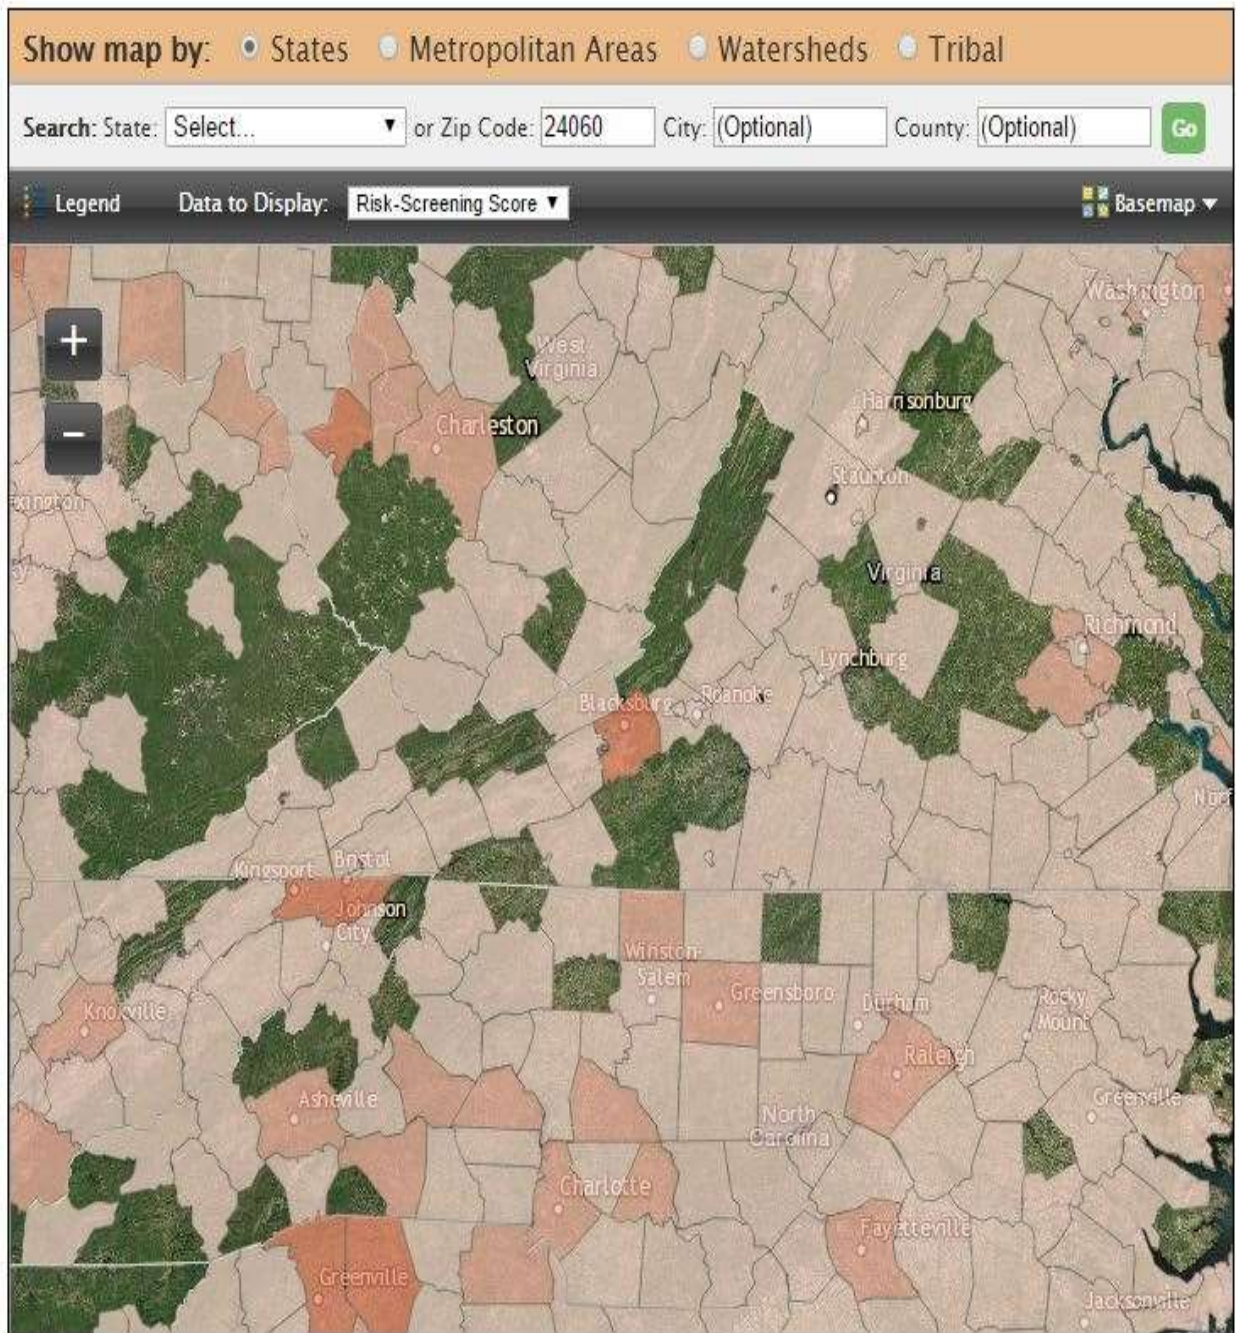 Show map by: States Metropolitan Areas Watersheds Tribal
Search: State: Select... or Zip Code: 24060 City: (Optional) County: (Optional) Go
Legend Data to Display: Risk-Screening Score Basemap
+
−
Washington
West
Virginia
Harrisonburg
Charleston
Staunton
xington
Virginia
Richmond
Lynchburg
Blacksburg
Roanoke
Norf
Kingsport
Bristol
Johnson
City
Winston-
Salem
Greensboro
Durham
Rocky
Mount
Knoxville
Raleigh
Asheville
Greenville
North
Carolina
Charlotte
Fayetteville
Greenville
Jacksonville